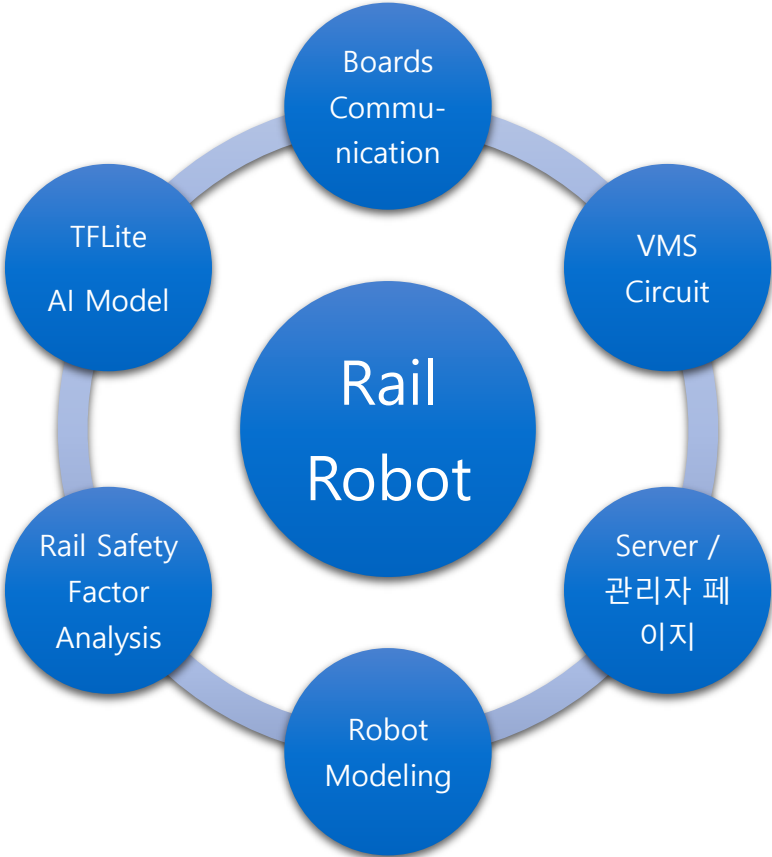 Boards
Commu-
nication
VMS
Circuit
Server /
관리자 페
이지
Robot
Modeling
Rail Safety
Factor
Analysis
TFLite
AI Model
Rail
Robot